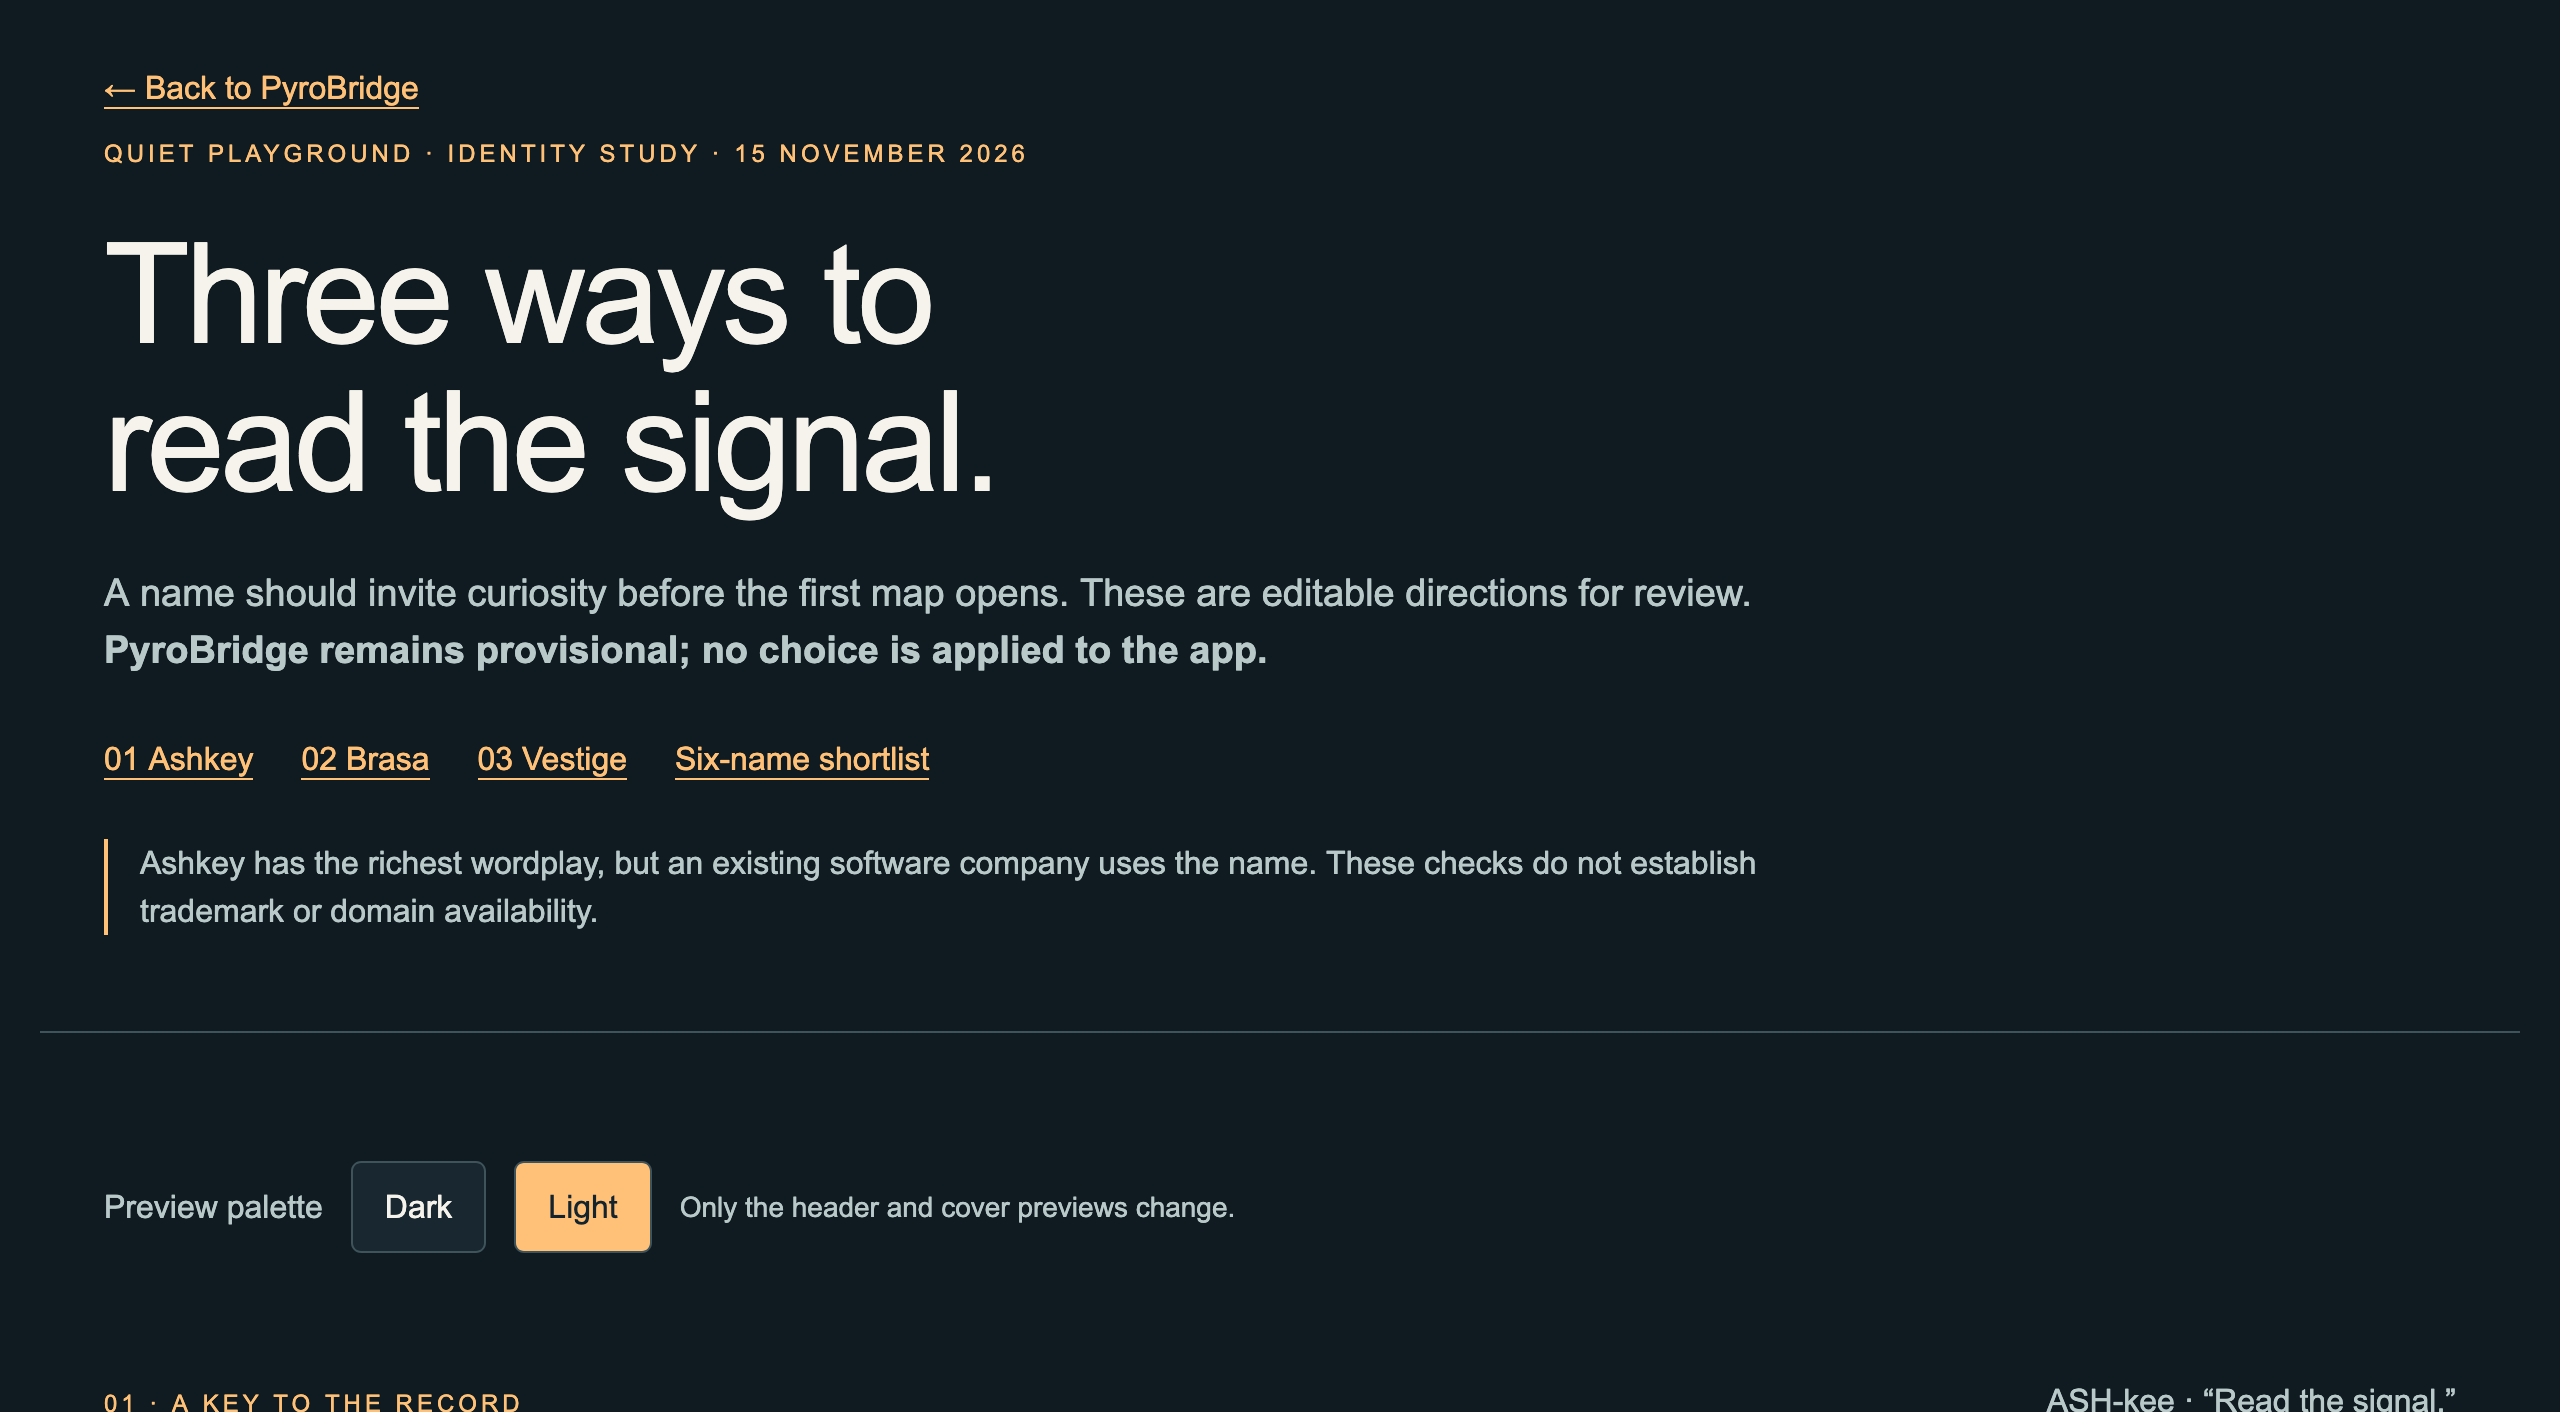 ← Back to PyroBridge
QUIET PLAYGROUND · IDENTITY STUDY · 15 NOVEMBER 2026
Three ways to
read the signal.
A name should invite curiosity before the first map opens. These are editable directions for review.
PyroBridge remains provisional; no choice is applied to the app.
01 Ashkey 02 Brasa 03 Vestige Six-name shortlist
Ashkey has the richest wordplay, but an existing software company uses the name. These checks do not establish
trademark or domain availability.
Preview palette Dark Light Only the header and cover previews change.
01 · A KEY TO THE RECORD ASH-kee · “Read the signal.”